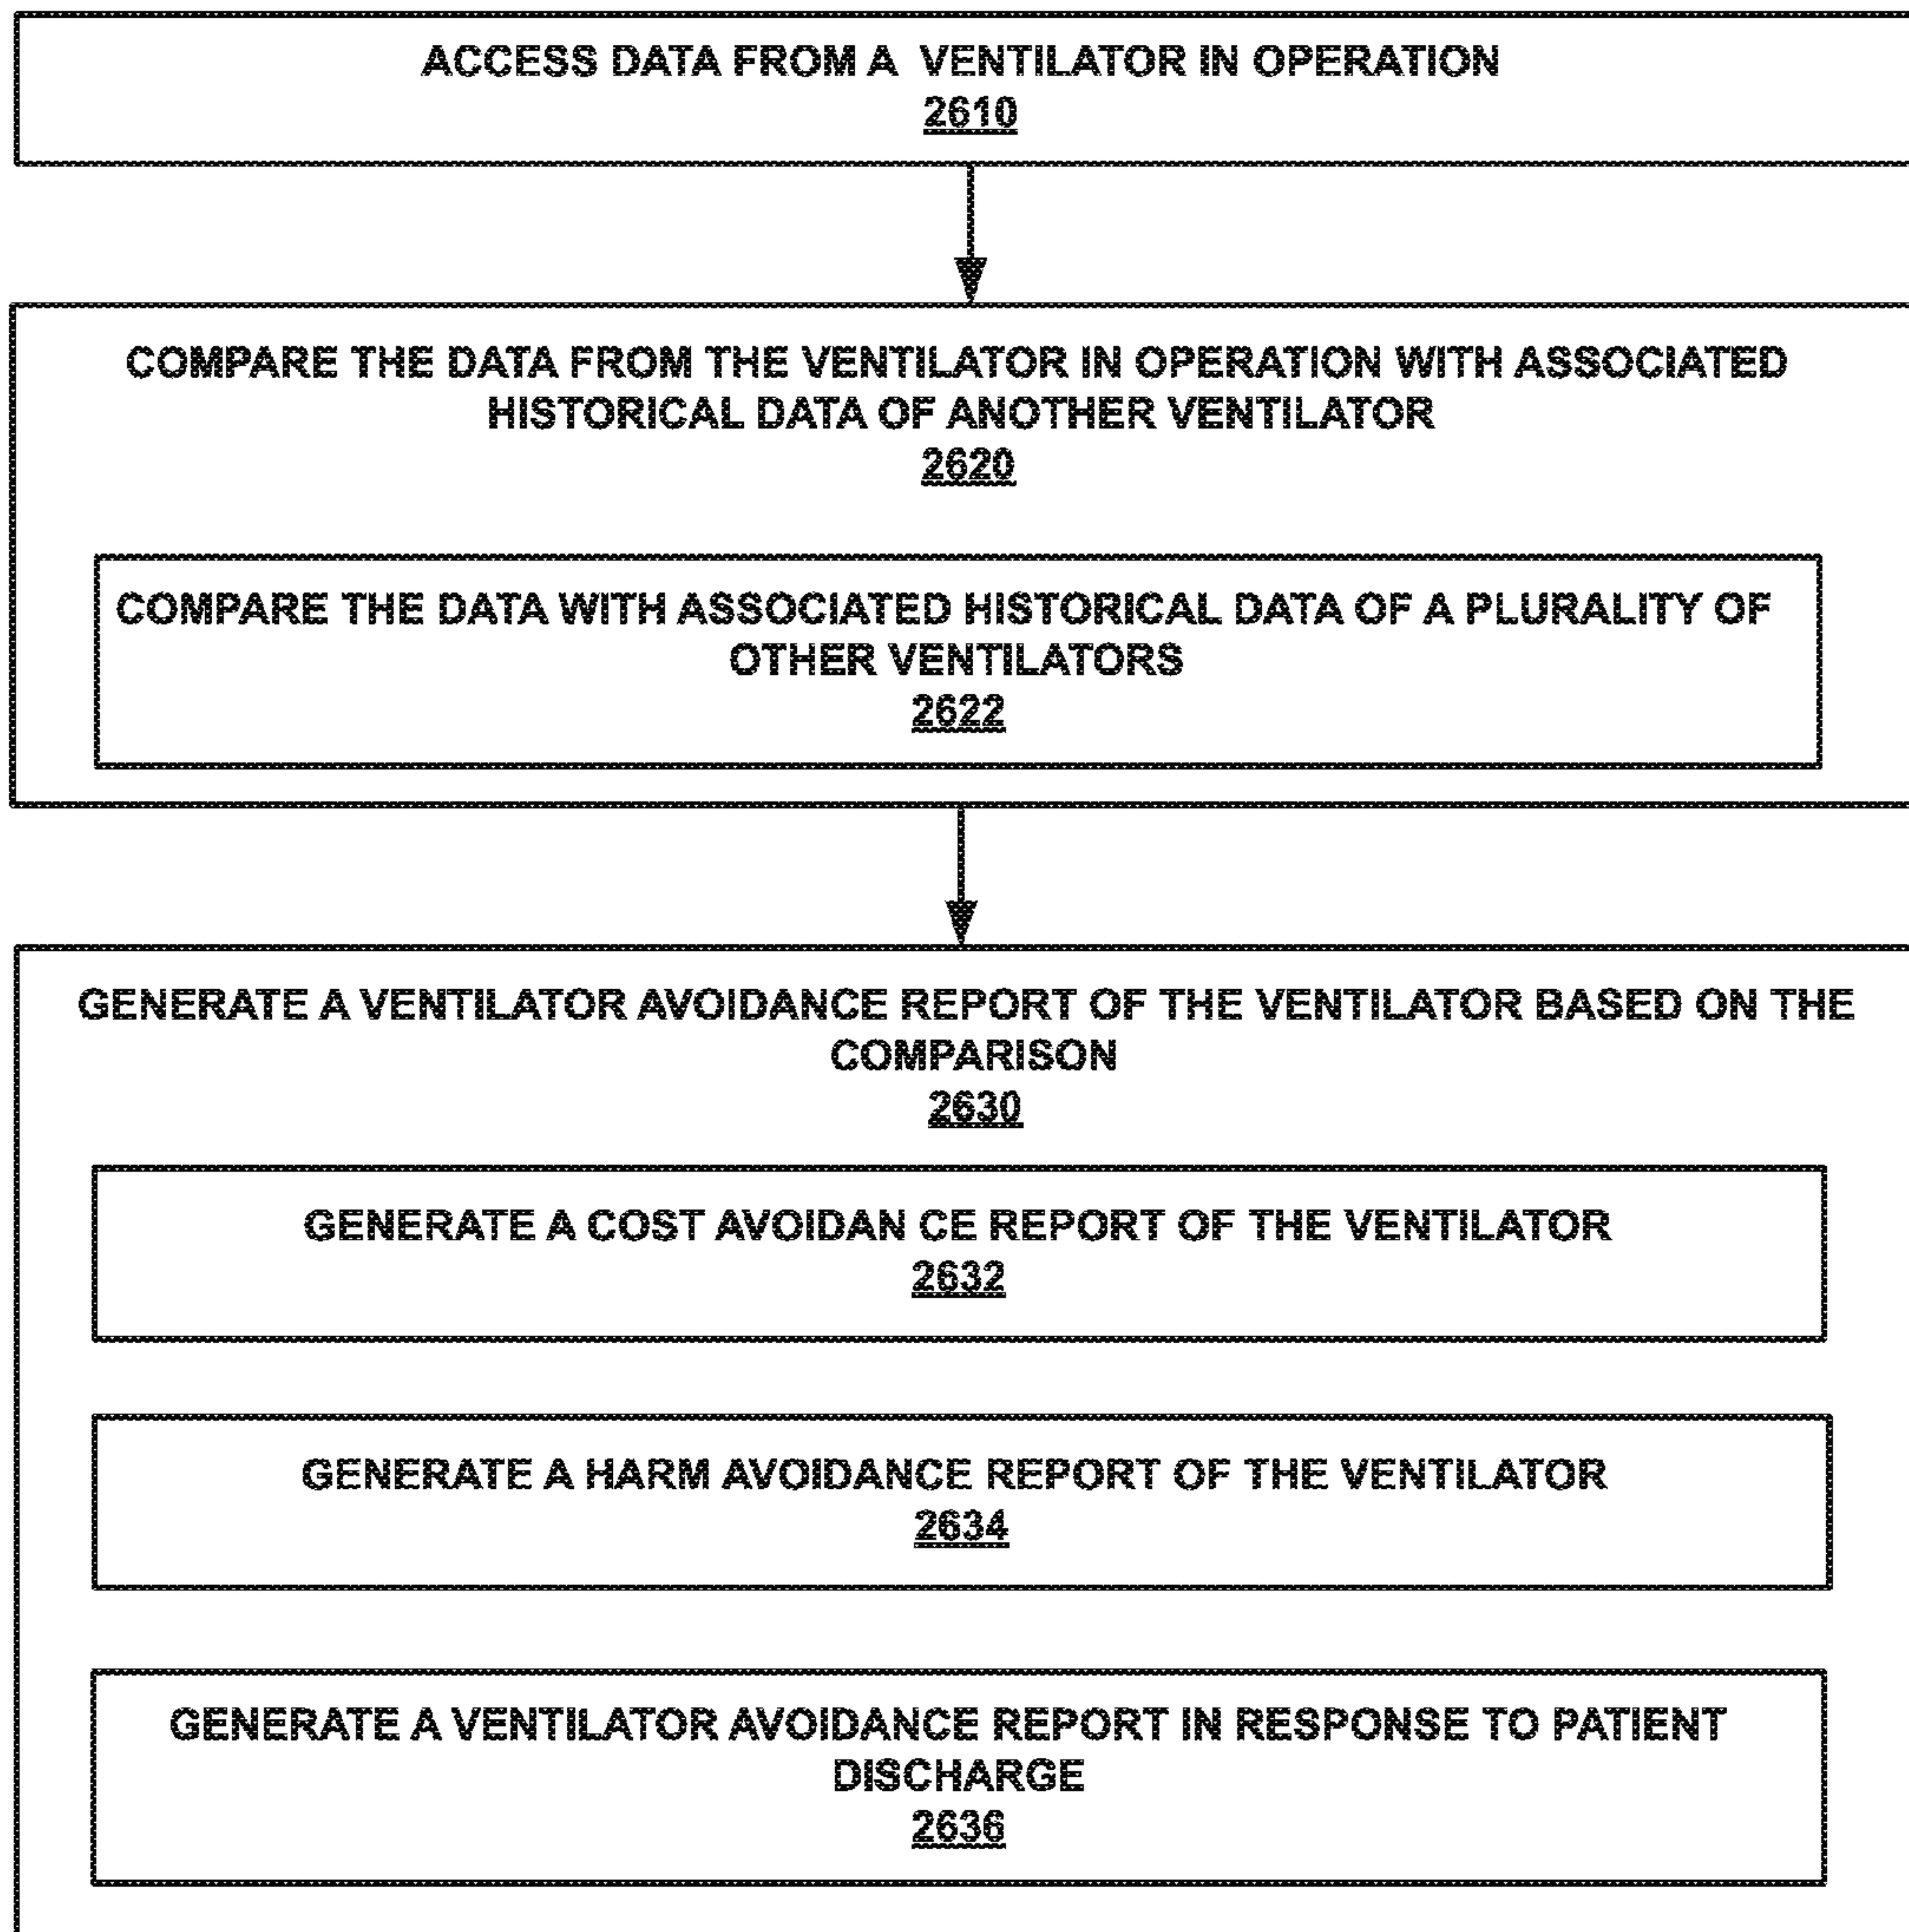 ACCESS DATA FROM A VENTILATOR IN OPERATION
2610
COMPARE THE DATA FROM THE VENTILATOR IN OPERATION WITH ASSOCIATED
HISTORICAL DATA OF ANOTHER VENTILATOR
2620
COMPARE THE DATA WITH ASSOCIATED HISTORICAL DATA OF A PLURALITY OF
OTHER VENTILATORS
2622
GENERATE A VENTILATOR AVOIDANCE REPORT OF THE VENTILATOR BASED ON THE
COMPARISON
2630
GENERATE A COST AVOIDAN CE REPORT OF THE VENTILATOR
2632
GENERATE A HARM AVOIDANCE REPORT OF THE VENTILATOR
2634
GENERATE A VENTILATOR AVOIDANCE REPORT IN RESPONSE TO PATIENT
DISCHARGE
2636